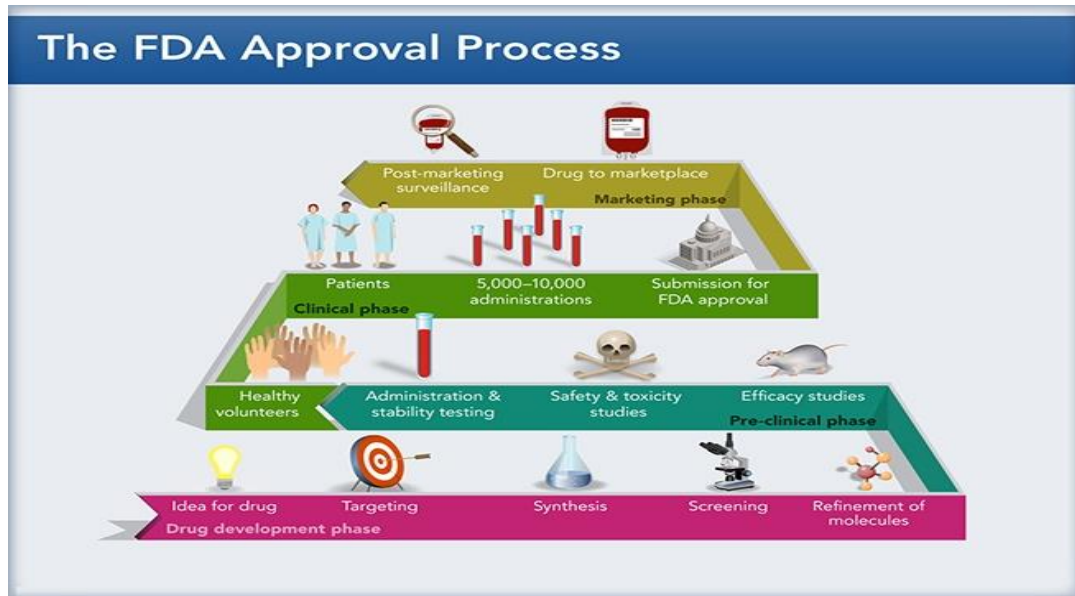 The FDA Approval Process
Post-marketing
surveillance
Drug to marketplace
Marketing phase
Patients
5,000–10,000
administrations
Submission for
FDA approval
Clinical phase
Healthy
volunteers
Administration &
stability testing
Safety & toxicity
studies
Efficacy studies
Pre-clinical phase
Idea for drug
Targeting
Synthesis
Screening
Refinement of
molecules
Drug development phase